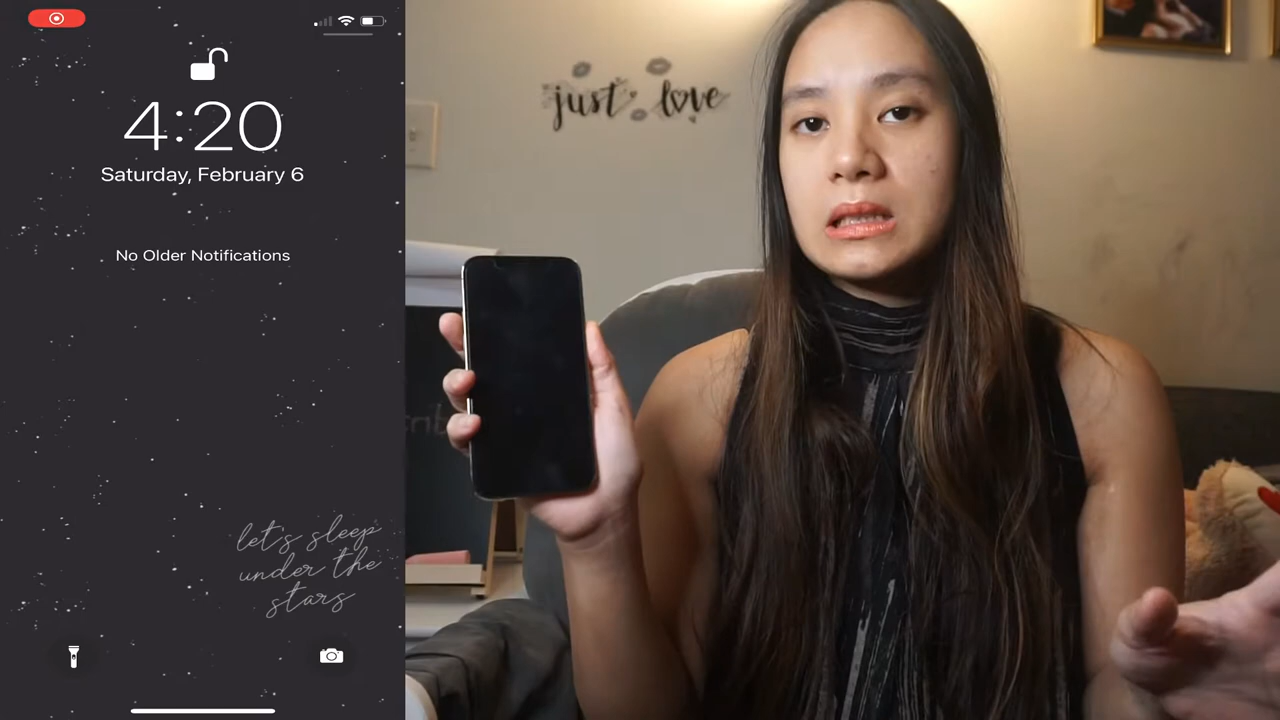 4:20
Saturday, February 6
No Older Notifications
let's sleep
under the
stars
just love